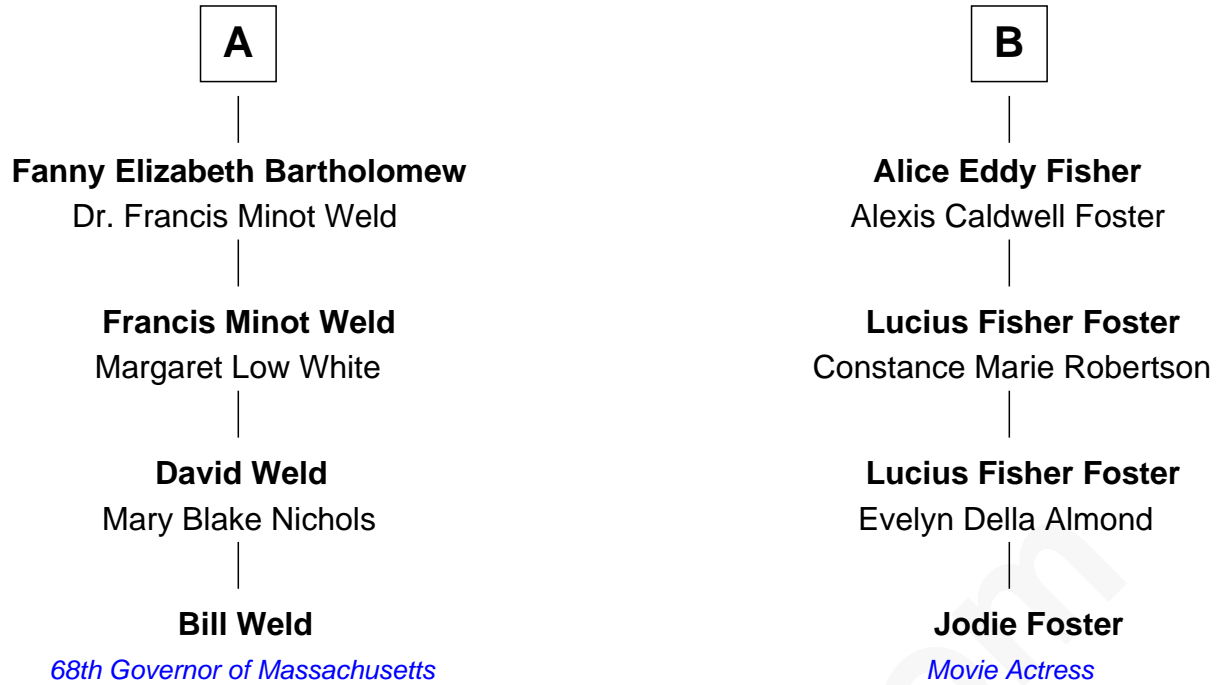 A
Fanny Elizabeth Bartholomew
Dr. Francis Minot Weld
Francis Minot Weld
Margaret Low White
David Weld
Mary Blake Nichols
Bill Weld
68th Governor of Massachusetts
B
Alice Eddy Fisher
Alexis Caldwell Foster
Lucius Fisher Foster
Constance Marie Robertson
Lucius Fisher Foster
Evelyn Della Almond
Jodie Foster
Movie Actress